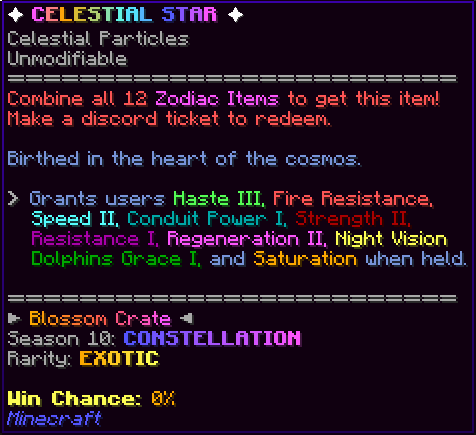 ✦ CELESTIAL STAR ✦
Celestial Particles
Unmodifiable
==============================
Combine all 12 Zodiac Items to get this item!
Make a discord ticket to redeem.
Birthed in the heart of the cosmos.
> Grants users Haste III, Fire Resistance,
Speed II, Conduit Power I, Strength II,
Resistance I, Regeneration II, Night Vision
Dolphins Grace I, and Saturation when held.
==============================
► Blossom Crate ◄
Season 10: CONSTELLATION
Rarity: EXOTIC
Win Chance: 0%
Minecraft